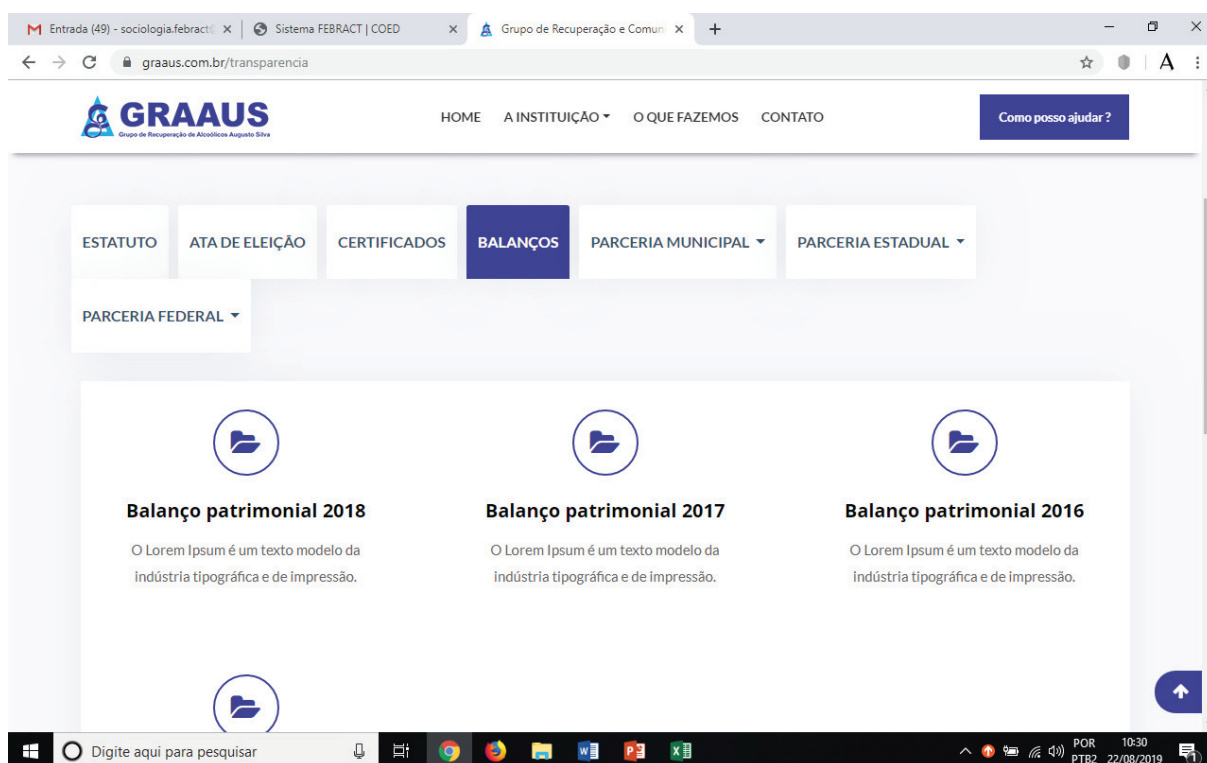 Entrada (49) - sociologia.febract@
Sistema FEBRACT | COED
Grupo de Recuperação e Comun
graaus.com.br/transparencia
A
GRAAUS
Grupo de Recuperação de Alcoólicos Augusto Silva
HOME
A INSTITUIÇÃO
O QUE FAZEMOS
CONTATO
Como posso ajudar ?
ESTATUTO
ATA DE ELEIÇÃO
CERTIFICADOS
BALANÇOS
PARCERIA MUNICIPAL
PARCERIA ESTADUAL
PARCERIA FEDERAL
Balanço patrimonial 2018
O Lorem Ipsum é um texto modelo da
indústria tipográfica e de impressão.
Balanço patrimonial 2017
O Lorem Ipsum é um texto modelo da
indústria tipográfica e de impressão.
Balanço patrimonial 2016
O Lorem Ipsum é um texto modelo da
indústria tipográfica e de impressão.
Digite aqui para pesquisar
POR
PTB2
10:30
22/08/2019
1